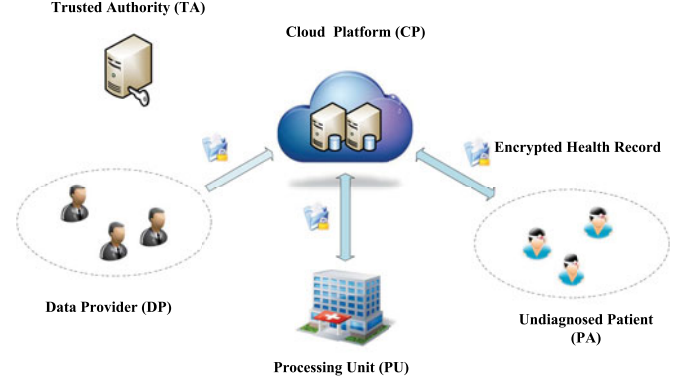 Trusted Authority (TA)
Cloud Platform (CP)
Encrypted Health Record
Data Provider (DP)
Undiagnosed Patient
(PA)
Processing Unit (PU)